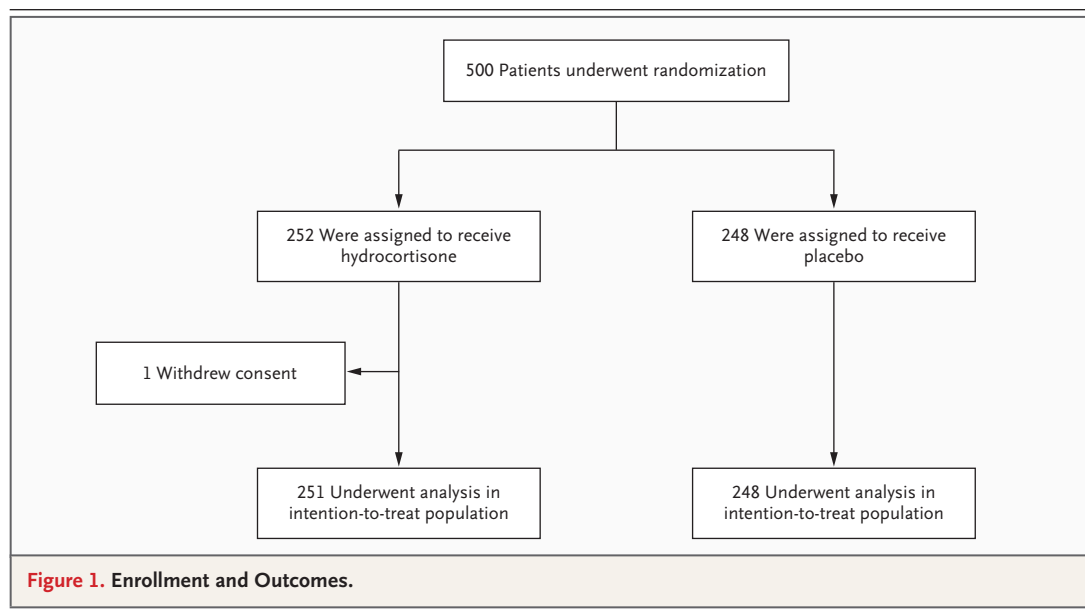 500 Patients underwent randomization
252 Were assigned to receive
hydrocortisone
248 Were assigned to receive
placebo
1 Withdrew consent
251 Underwent analysis in
intention-to-treat population
248 Underwent analysis in
intention-to-treat population
Figure 1. Enrollment and Outcomes.